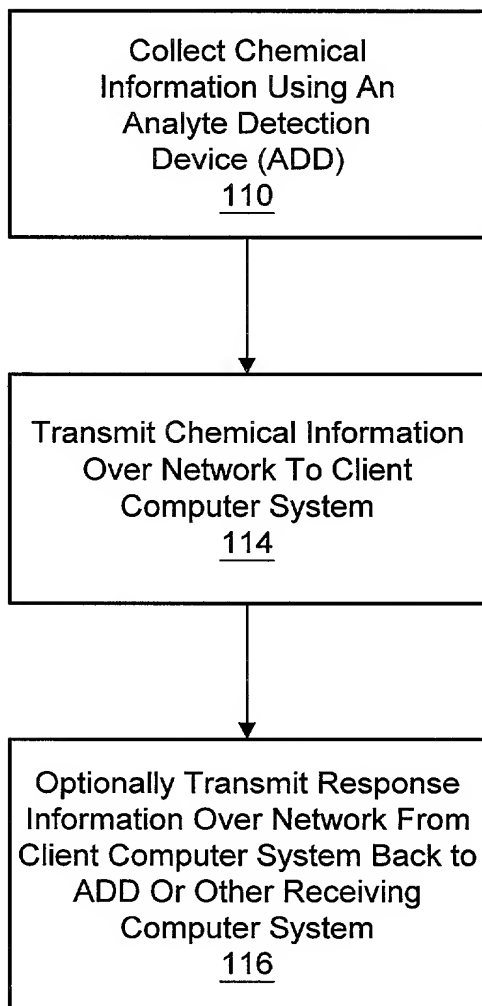 Collect Chemical
Information Using An
Analyte Detection
Device (ADD)
110
Transmit Chemical Information
Over Network To Client
Computer System
114
Optionally Transmit Response
Information Over Network From
Client Computer System Back to
ADD Or Other Receiving
Computer System
116